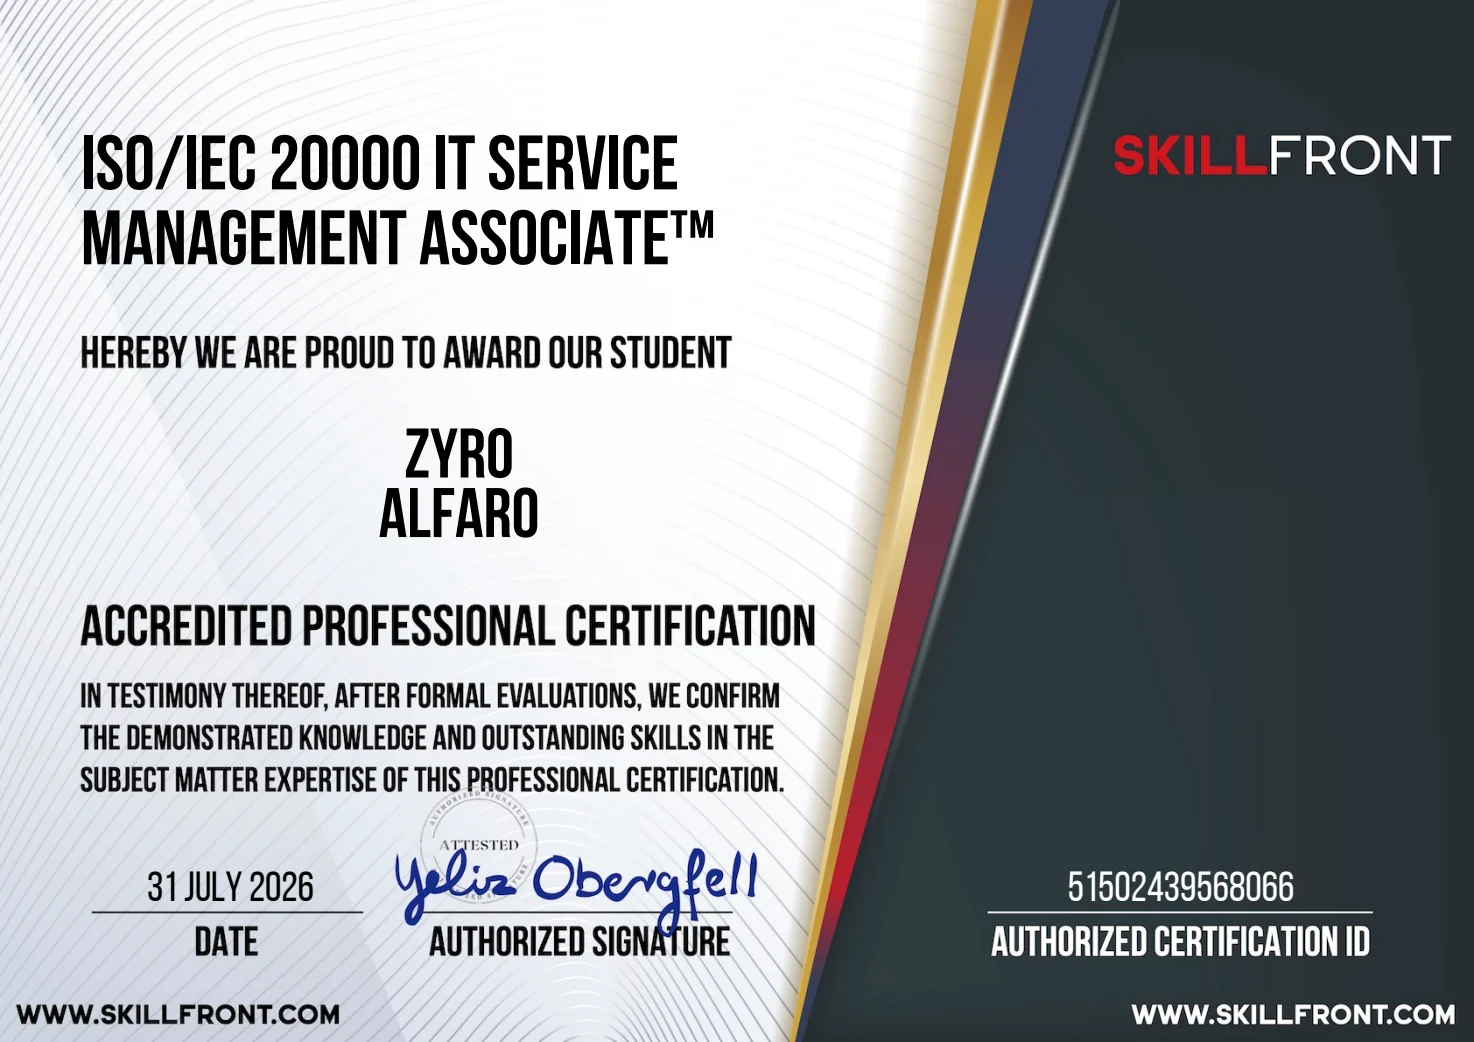 ISO/IEC 20000 IT SERVICE
MANAGEMENT ASSOCIATE™
SKILLFRONT
HEREBY WE ARE PROUD TO AWARD OUR STUDENT
ZYRO
ALFARO
ACCREDITED PROFESSIONAL CERTIFICATION
IN TESTIMONY THEREOF, AFTER FORMAL EVALUATIONS, WE CONFIRM
THE DEMONSTRATED KNOWLEDGE AND OUTSTANDING SKILLS IN THE
SUBJECT MATTER EXPERTISE OF THIS PROFESSIONAL CERTIFICATION.
AUTHORIZED SIGNATURE
ATTESTED
31 JULY 2026
Yeliz Obergfell
51502439568066
DATE
AUTHORIZED SIGNATURE
AUTHORIZED CERTIFICATION ID
WWW.SKILLFRONT.COM
WWW.SKILLFRONT.COM